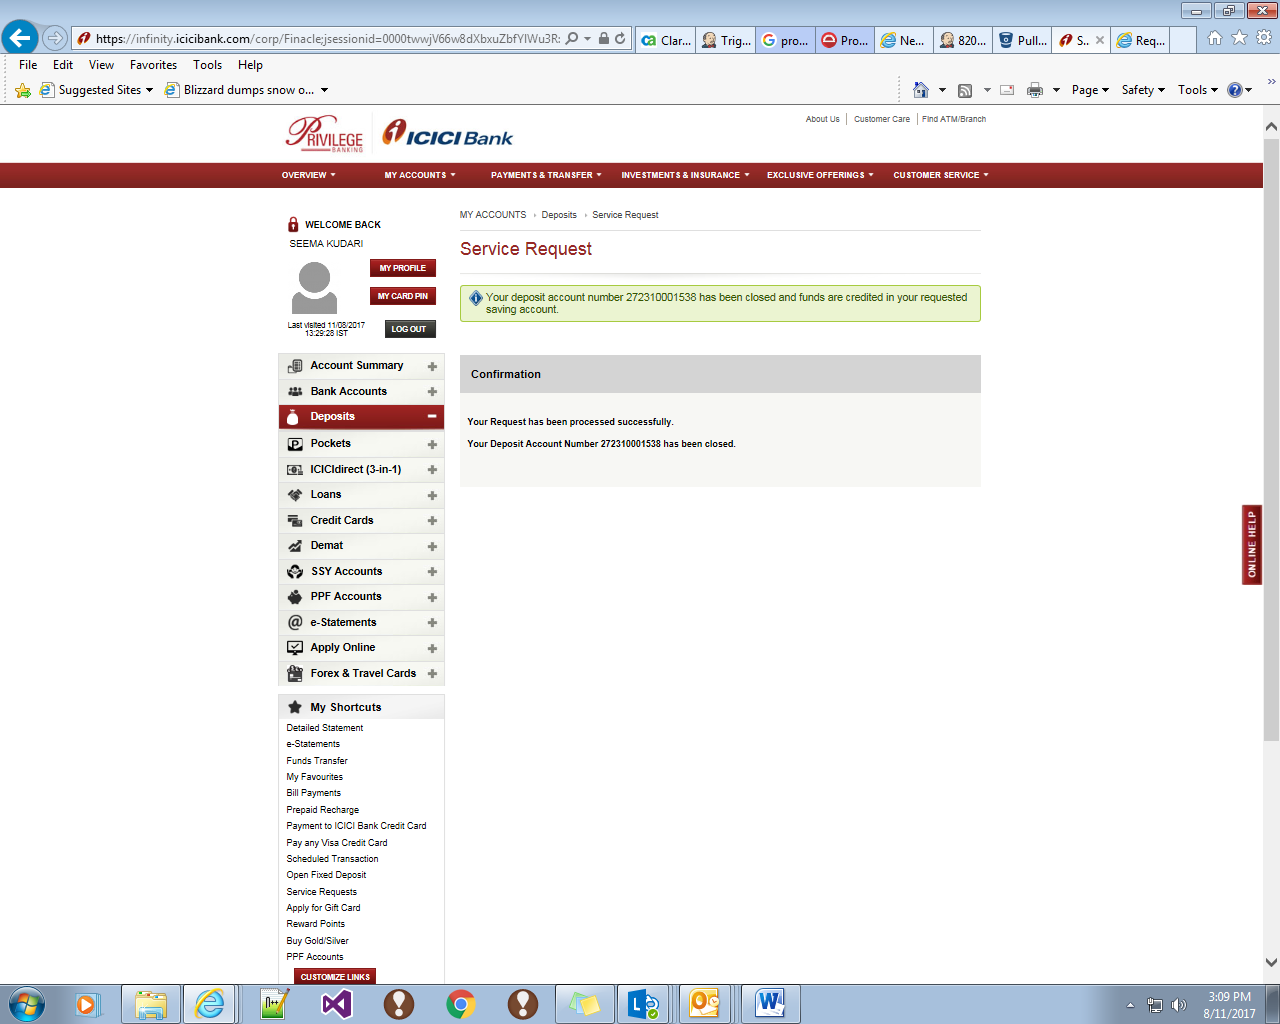 https://infinity.icicibank.com/corp/Finacle;jsessionid=0000twwjV66w8dXbxuZbfYIWu3R:
Clar...
Trig...
pro...
Pro...
Ne...
820...
Pull...
S...
Req...
File Edit View Favorites Tools Help
Suggested Sites
Blizzard dumps snow o...
Page
Safety
Tools
PRIVILEGE
BANKING
ICICI Bank
About Us
Customer Care
Find ATM/Branch
OVERVIEW
MY ACCOUNTS
PAYMENTS & TRANSFER
INVESTMENTS & INSURANCE
EXCLUSIVE OFFERINGS
CUSTOMER SERVICE
WELCOME BACK
SEEMA KUDARI
MY PROFILE
MY CARD PIN
Last visited 11/08/2017
13:29:28 IST
LOG OUT
Account Summary
Bank Accounts
Deposits
Pockets
ICICIdirect (3-in-1)
Loans
Credit Cards
Demat
SSY Accounts
PPF Accounts
e-Statements
Apply Online
Forex & Travel Cards
My Shortcuts
Detailed Statement
e-Statements
Funds Transfer
My Favourites
Bill Payments
Prepaid Recharge
Payment to ICICI Bank Credit Card
Pay any Visa Credit Card
Scheduled Transaction
Open Fixed Deposit
Service Requests
Apply for Gift Card
Reward Points
Buy Gold/Silver
PPF Accounts
CUSTOMIZE LINKS
MY ACCOUNTS
Deposits
Service Request
Service Request
Your deposit account number 272310001538 has been closed and funds are credited in your requested
saving account.
Confirmation
Your Request has been processed successfully.
Your Deposit Account Number 272310001538 has been closed.
ONLINE HELP
3:09 PM
8/11/2017